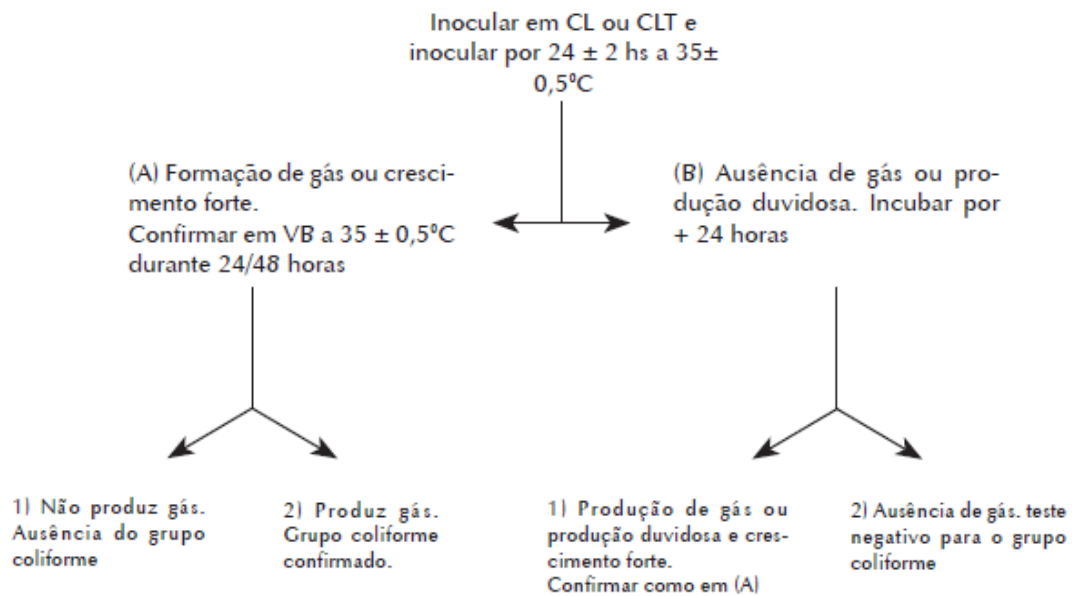 Inocular em CL ou CLT e
inocular por 24 ± 2 hs a 35±
0,5⁰C
(A) Formação de gás ou cresci-
mento forte.
Confirmar em VB a 35 ± 0,5⁰C
durante 24/48 horas
(B) Ausência de gás ou pro-
dução duvidosa. Incubar por
+ 24 horas
1) Não produz gás.
Ausência do grupo
coliforme
2) Produz gás.
Grupo coliforme
confirmado.
1) Produção de gás ou
produção duvidosa e cres-
cimento forte.
Confirmar como em (A)
2) Ausência de gás. teste
negativo para o grupo
coliforme